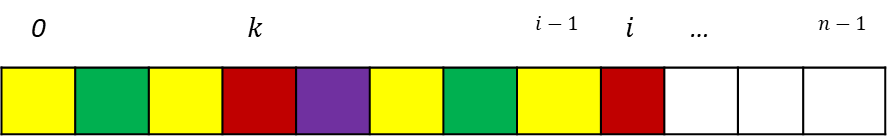 0 k i − 1 i ... n − 1